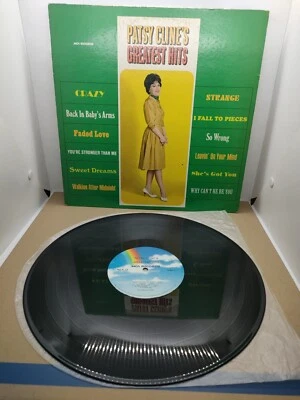 PATSY CLINE'S
GREATEST HITS
CRAZY
STRANGE
Back In Baby's Arms
I FALL TO PIECES
Faded Love
So Wrong
YOU'RE STRONGER THAN ME
Leavin' On Your Mind
Sweet Dreams
She's Got You
Walkin After Midnight
WHY CAN'T HE BE YOU